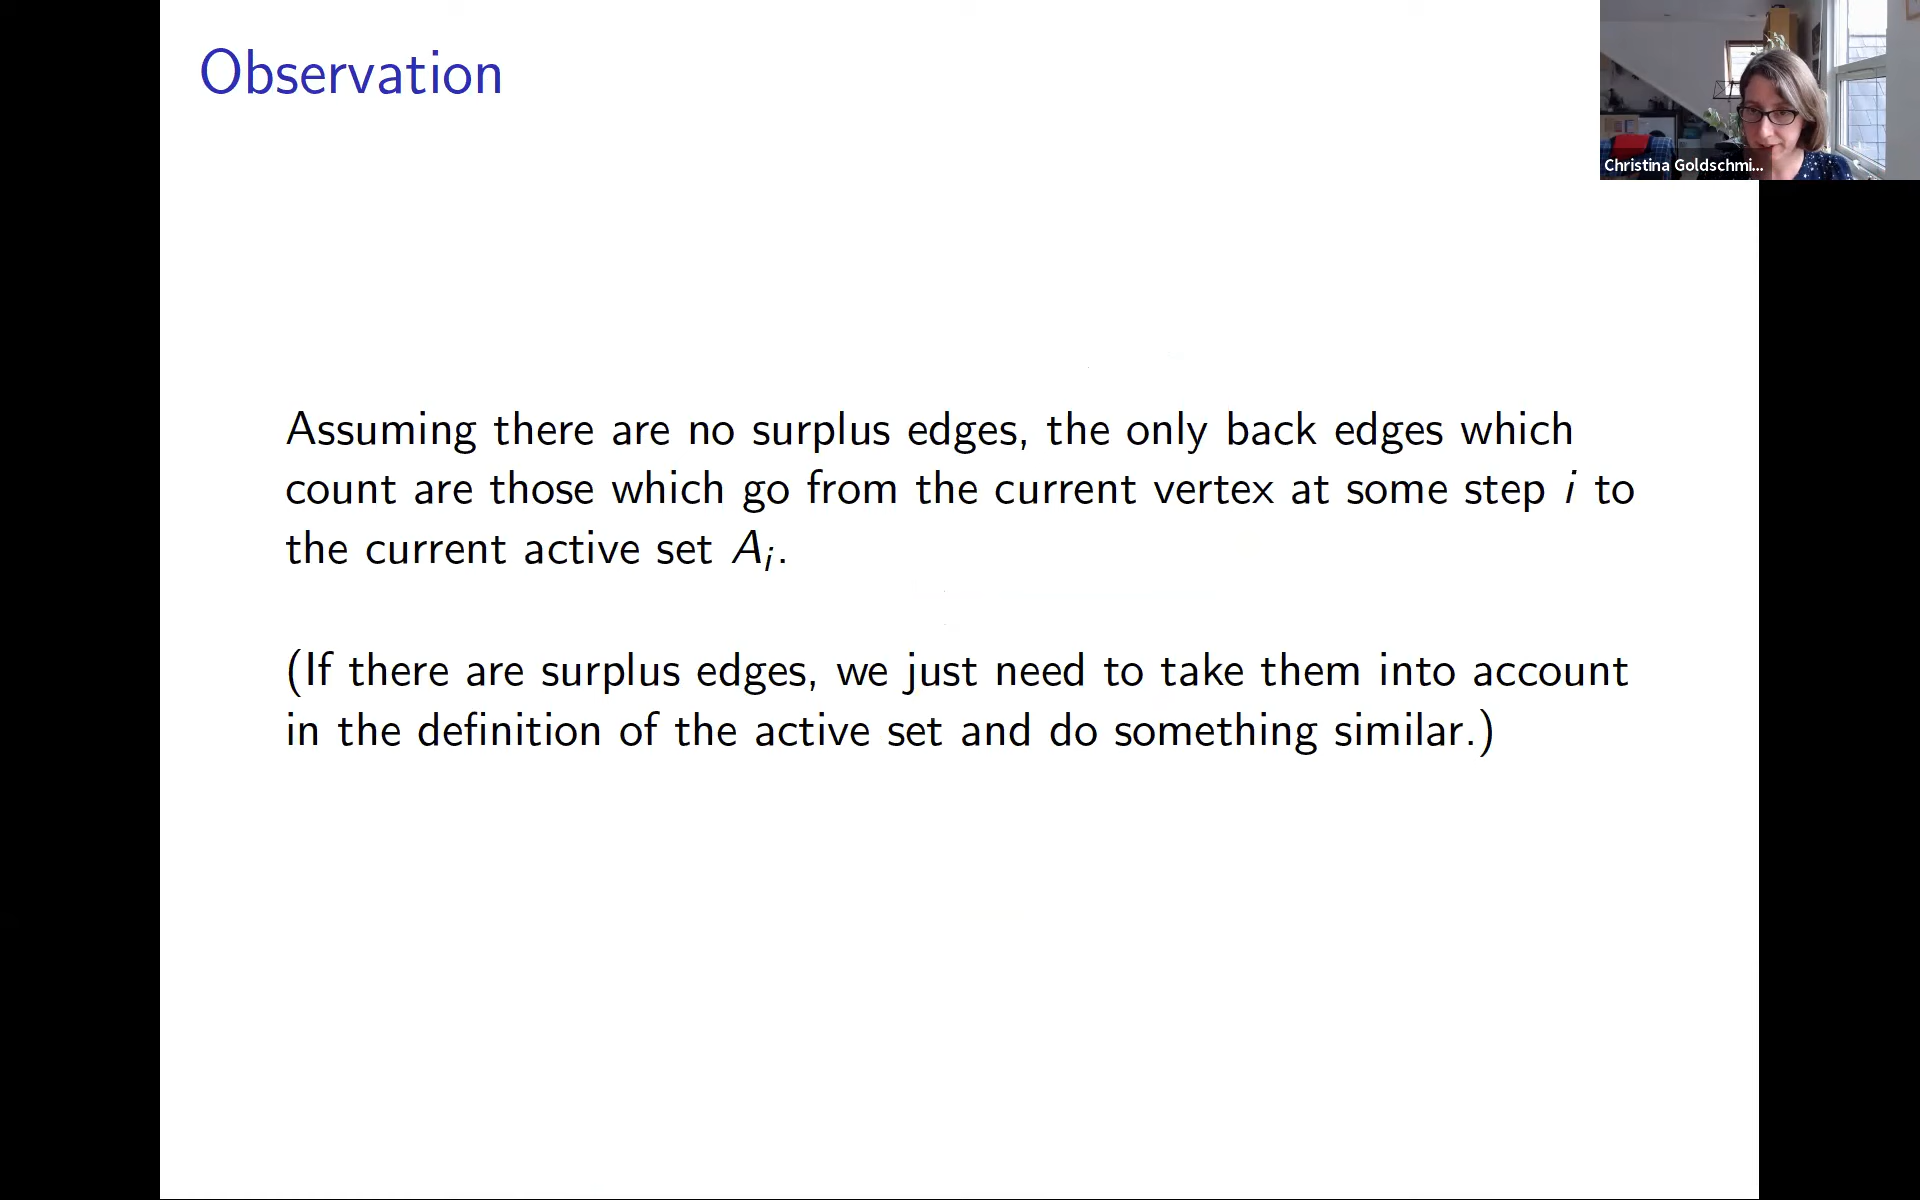 Observation
Christina Goldschmi...
Assuming there are no surplus edges, the only back edges which
count are those which go from the current vertex at some step i to
the current active set Aᵢ.
(If there are surplus edges, we just need to take them into account
in the definition of the active set and do something similar.)